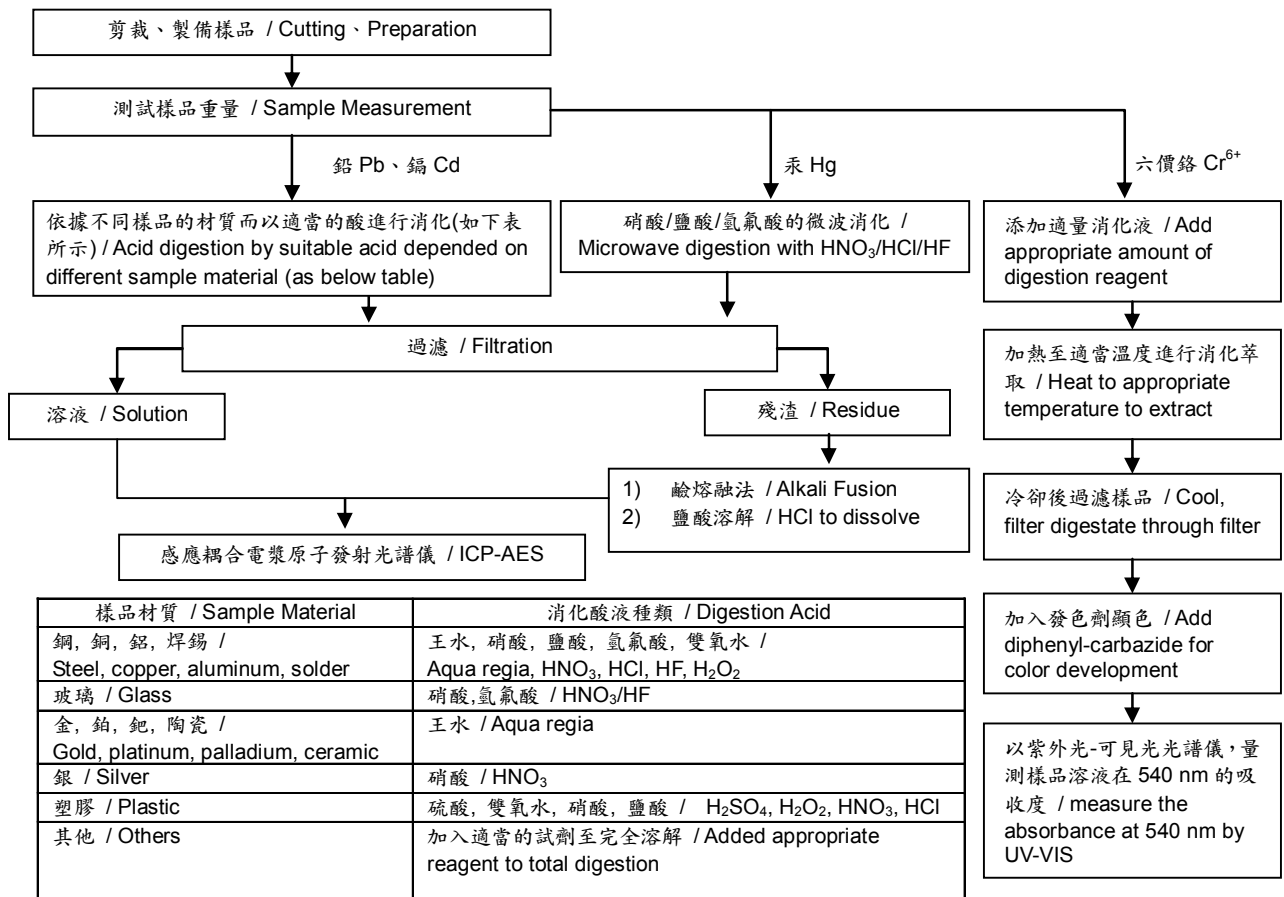 剪裁、製備樣品 / Cutting、Preparation
測試樣品重量 / Sample Measurement
鉛 Pb、鎘 Cd
汞 Hg
六價鉻 Cr⁶⁺
依據不同樣品的材質而以適當的酸進行消化(如下表
所示) / Acid digestion by suitable acid depended on
different sample material (as below table)
硝酸/鹽酸/氫氟酸的微波消化 /
Microwave digestion with HNO₃/HCl/HF
添加適量消化液 / Add
appropriate amount of
digestion reagent
過濾 / Filtration
加熱至適當溫度進行消化萃
取 / Heat to appropriate
temperature to extract
溶液 / Solution
殘渣 / Residue
1) 鹼熔融法 / Alkali Fusion
2) 鹽酸溶解 / HCl to dissolve
冷卻後過濾樣品 / Cool,
filter digestate through filter
感應耦合電漿原子發射光譜儀 / ICP-AES
樣品材質 / Sample Material
消化酸液種類 / Digestion Acid
鋼, 銅, 鋁, 焊錫 /
Steel, copper, aluminum, solder
王水, 硝酸, 鹽酸, 氫氟酸, 雙氧水 /
Aqua regia, HNO₃, HCl, HF, H₂O₂
玻璃 / Glass
硝酸,氫氟酸 / HNO₃/HF
金, 鉑, 鈀, 陶瓷 /
Gold, platinum, palladium, ceramic
王水 / Aqua regia
銀 / Silver
硝酸 / HNO₃
塑膠 / Plastic
硫酸, 雙氧水, 硝酸, 鹽酸 / H₂SO₄, H₂O₂, HNO₃, HCl
其他 / Others
加入適當的試劑至完全溶解 / Added appropriate
reagent to total digestion
加入發色劑顯色 / Add
diphenyl-carbazide for
color development
以紫外光-可見光光譜儀,量
測樣品溶液在 540 nm 的吸
收度 / measure the
absorbance at 540 nm by
UV-VIS